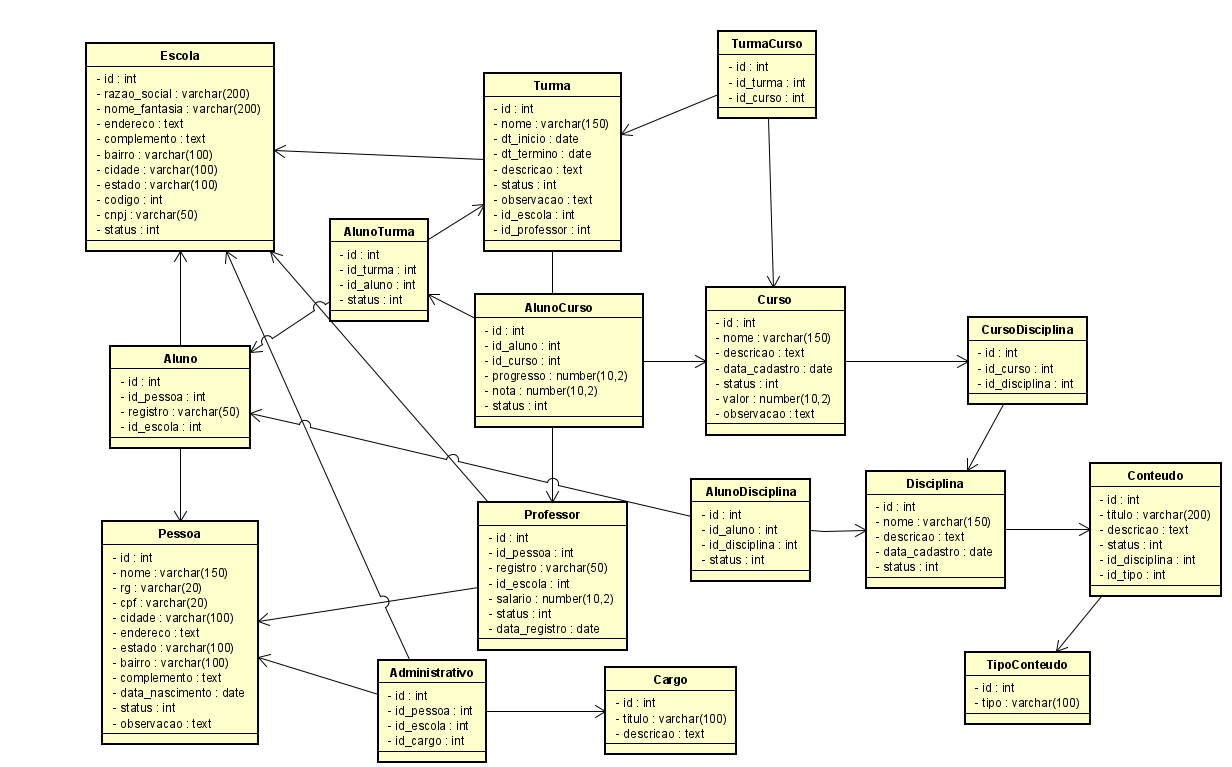 Escola
- id : int
- razao_social : varchar(200)
- nome_fantasia : varchar(200)
- endereco : text
- complemento : text
- bairro : varchar(100)
- cidade : varchar(100)
- estado : varchar(100)
- codigo : int
- cnpj : varchar(50)
- status : int
Turma
- id : int
- nome : varchar(150)
- dt_inicio : date
- dt_termino : date
- descricao : text
- status : int
- observacao : text
- id_escola : int
- id_professor : int
TurmaCurso
- id : int
- id_turma : int
- id_curso : int
AlunoTurma
- id : int
- id_turma : int
- id_aluno : int
- status : int
AlunoCurso
- id : int
- id_aluno : int
- id_curso : int
- progresso : number(10,2)
- nota : number(10,2)
- status : int
Curso
- id : int
- nome : varchar(150)
- descricao : text
- data_cadastro : date
- status : int
- valor : number(10,2)
- observacao : text
CursoDisciplina
- id : int
- id_curso : int
- id_disciplina : int
Aluno
- id : int
- id_pessoa : int
- registro : varchar(50)
- id_escola : int
Pessoa
- id : int
- nome : varchar(150)
- rg : varchar(20)
- cpf : varchar(20)
- cidade : varchar(100)
- endereco : text
- estado : varchar(100)
- bairro : varchar(100)
- complemento : text
- data_nascimento : date
- status : int
- observacao : text
Professor
- id : int
- id_pessoa : int
- registro : varchar(50)
- id_escola : int
- salario : number(10,2)
- status : int
- data_registro : date
AlunoDisciplina
- id : int
- id_aluno : int
- id_disciplina : int
- status : int
Disciplina
- id : int
- nome : varchar(150)
- descricao : text
- data_cadastro : date
- status : int
Conteudo
- id : int
- titulo : varchar(200)
- descricao : text
- status : int
- id_disciplina : int
- id_tipo : int
Administrativo
- id : int
- id_pessoa : int
- id_escola : int
- id_cargo : int
Cargo
- id : int
- titulo : varchar(100)
- descricao : text
TipoConteudo
- id : int
- tipo : varchar(100)